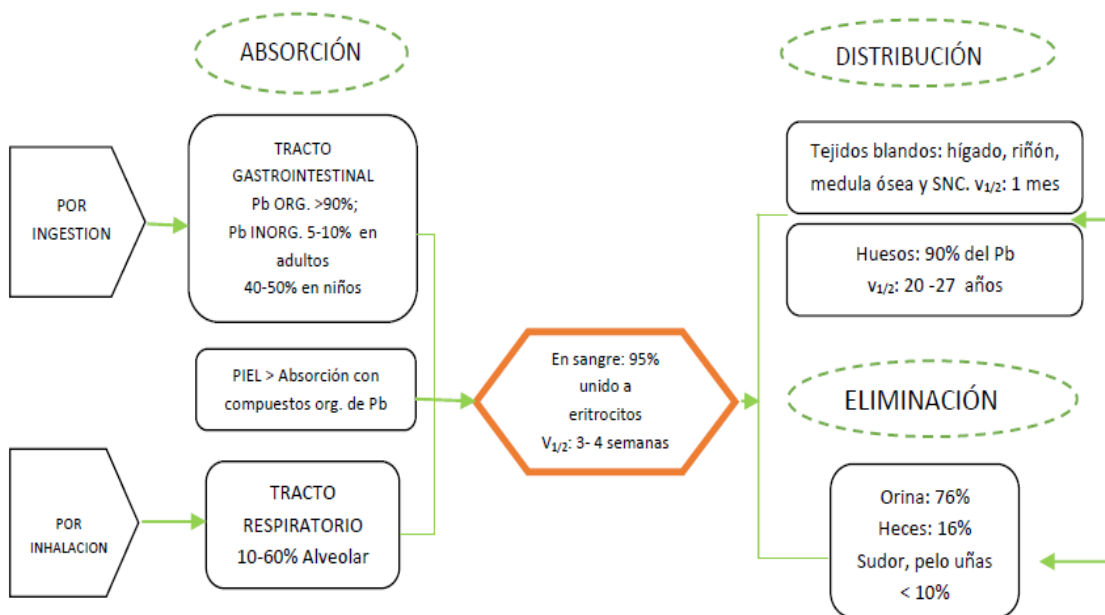 ABSORCIÓN
POR
INGESTION
TRACTO
GASTROINTESTINAL
Pb ORG. >90%;
Pb INORG. 5-10% en
adultos
40-50% en niños
PIEL > Absorción con
compuestos org. de Pb
POR
INHALACION
TRACTO
RESPIRATORIO
10-60% Alveolar
En sangre: 95%
unido a
eritrocitos
V1/2: 3- 4 semanas
DISTRIBUCIÓN
Tejidos blandos: hígado, riñón,
medula ósea y SNC. v1/2: 1 mes
Huesos: 90% del Pb
v1/2: 20 -27 años
ELIMINACIÓN
Orina: 76%
Heces: 16%
Sudor, pelo uñas
< 10%